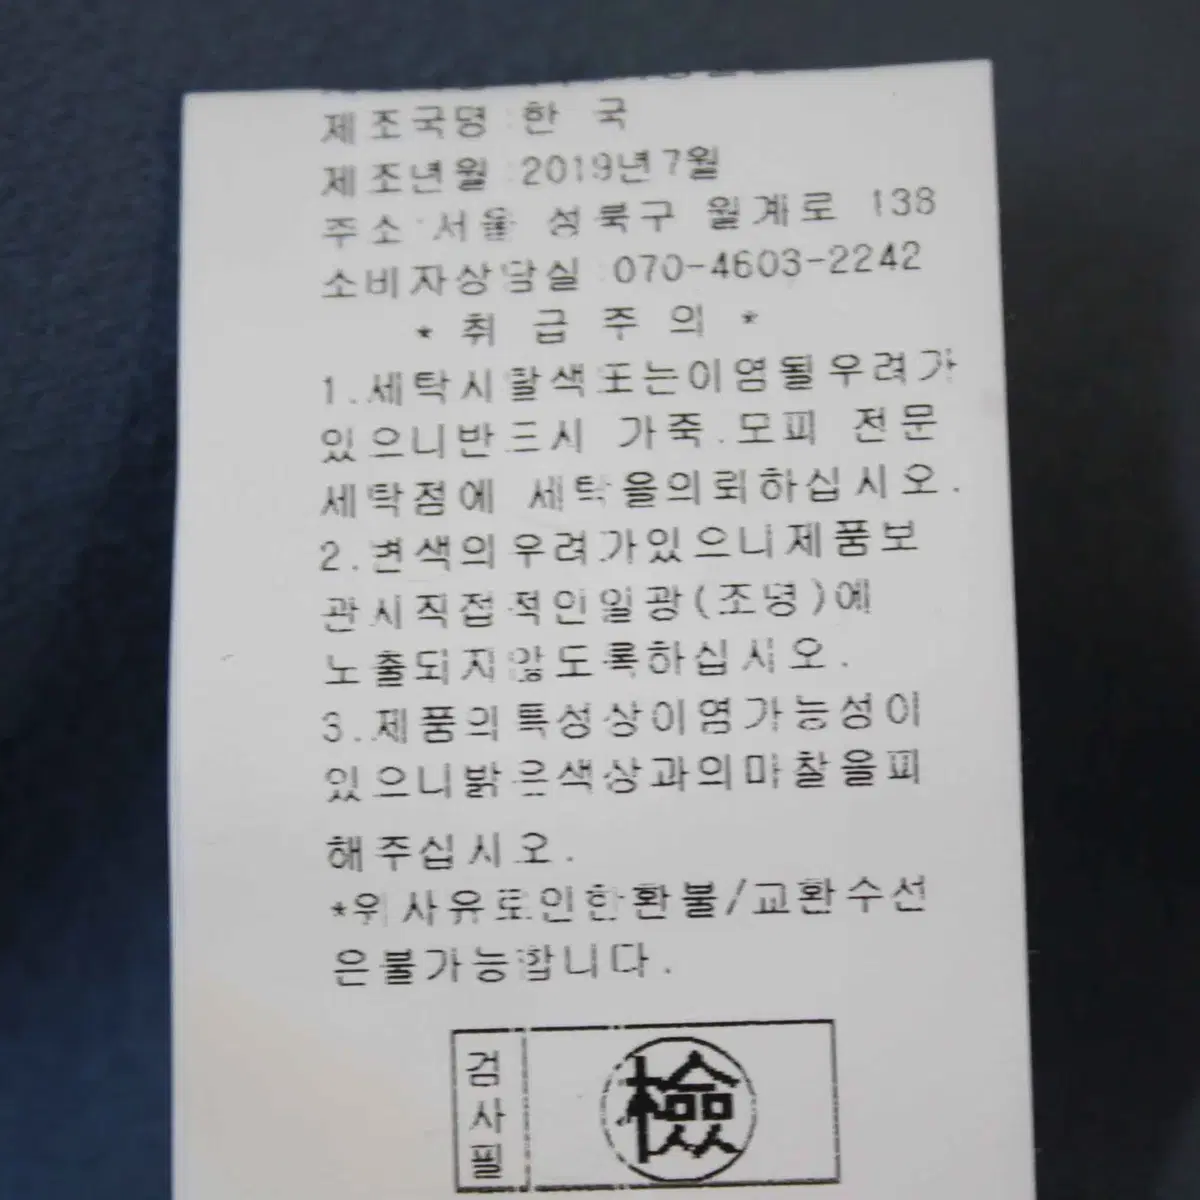 제조국명:한 국
제조년월:2019년7월
주소:서울 성북구 월계로 138
소비자상담실:070-4603-2242
* 취 급 주 의 *
1.세탁시탈색또는이염될우려가
있으니반드시 가죽.모피 전문
세탁점에 세탁을의뢰하십시오.
2.변색의우려가있으니제품보
관시직접적인일광(조명)에
노출되지않도록하십시오.
3.제품의특성상이염가능성이
있으니밝은색상과의마찰을피
해주십시오.
*위사유로인한환불/교환수선
은불가능합니다.
검사필
檢